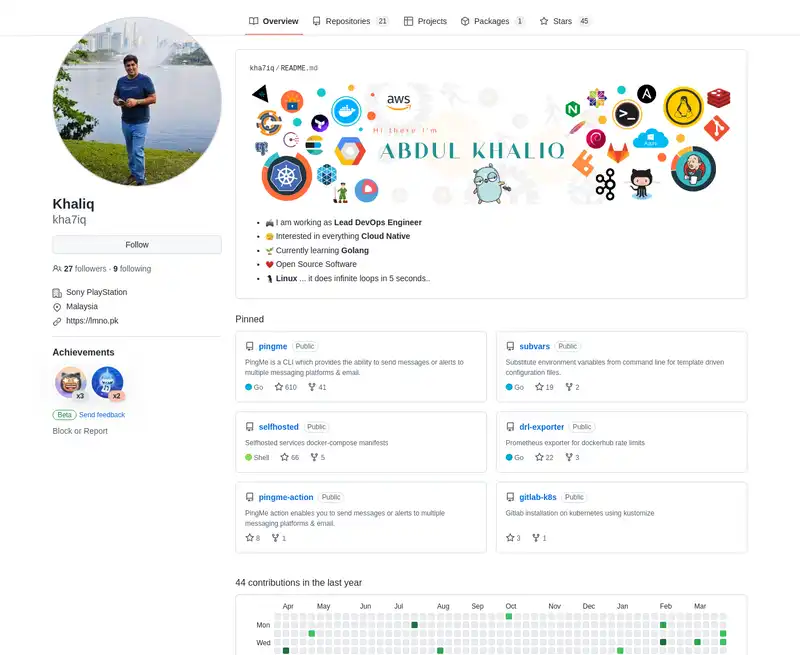 Overview
Repositories 21
Projects
Packages 1
Stars 45
kha7iq/README.md
aws
Hi there I'm
ABDUL KHALIQ
I am working as Lead DevOps Engineer
Interested in everything Cloud Native
Currently learning Golang
Open Source Software
Linux ... it does infinite loops in 5 seconds..
Khaliq
kha7iq
Follow
27 followers · 9 following
Sony PlayStation
Malaysia
https://lmno.pk
Achievements
x3
x2
Beta Send feedback
Block or Report
Pinned
pingme Public
PingMe is a CLI which provides the ability to send messages or alerts to
multiple messaging platforms & email.
Go 610 41
subvars Public
Substitute environment variables from command line for template driven
configuration files.
Go 19 2
selfhosted Public
Selfhosted services docker-compose manifests
Shell 66 5
drl-exporter Public
Prometheus exporter for dockerhub rate limits
Go 22 3
pingme-action Public
PingMe action enables you to send messages or alerts to multiple
messaging platforms & email.
8 1
gitlab-k8s Public
Gitlab installation on kubernetes using kustomize
3 1
44 contributions in the last year
Apr May Jun Jul Aug Sep Oct Nov Dec Jan Feb Mar
Mon
Wed